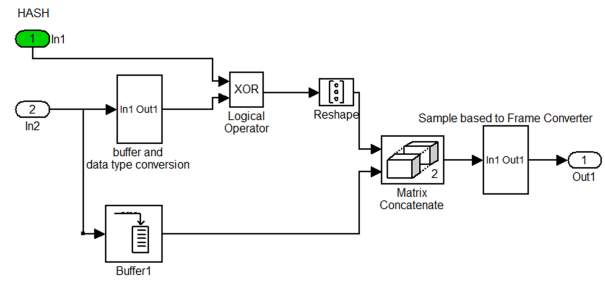 HASH
1 In1
2
In2
In1 Out1
buffer and
data type conversion
XOR
Logical
Operator
Reshape
Buffer1
2
Matrix
Concatenate
Sample based to Frame Converter
In1 Out1
1
Out1